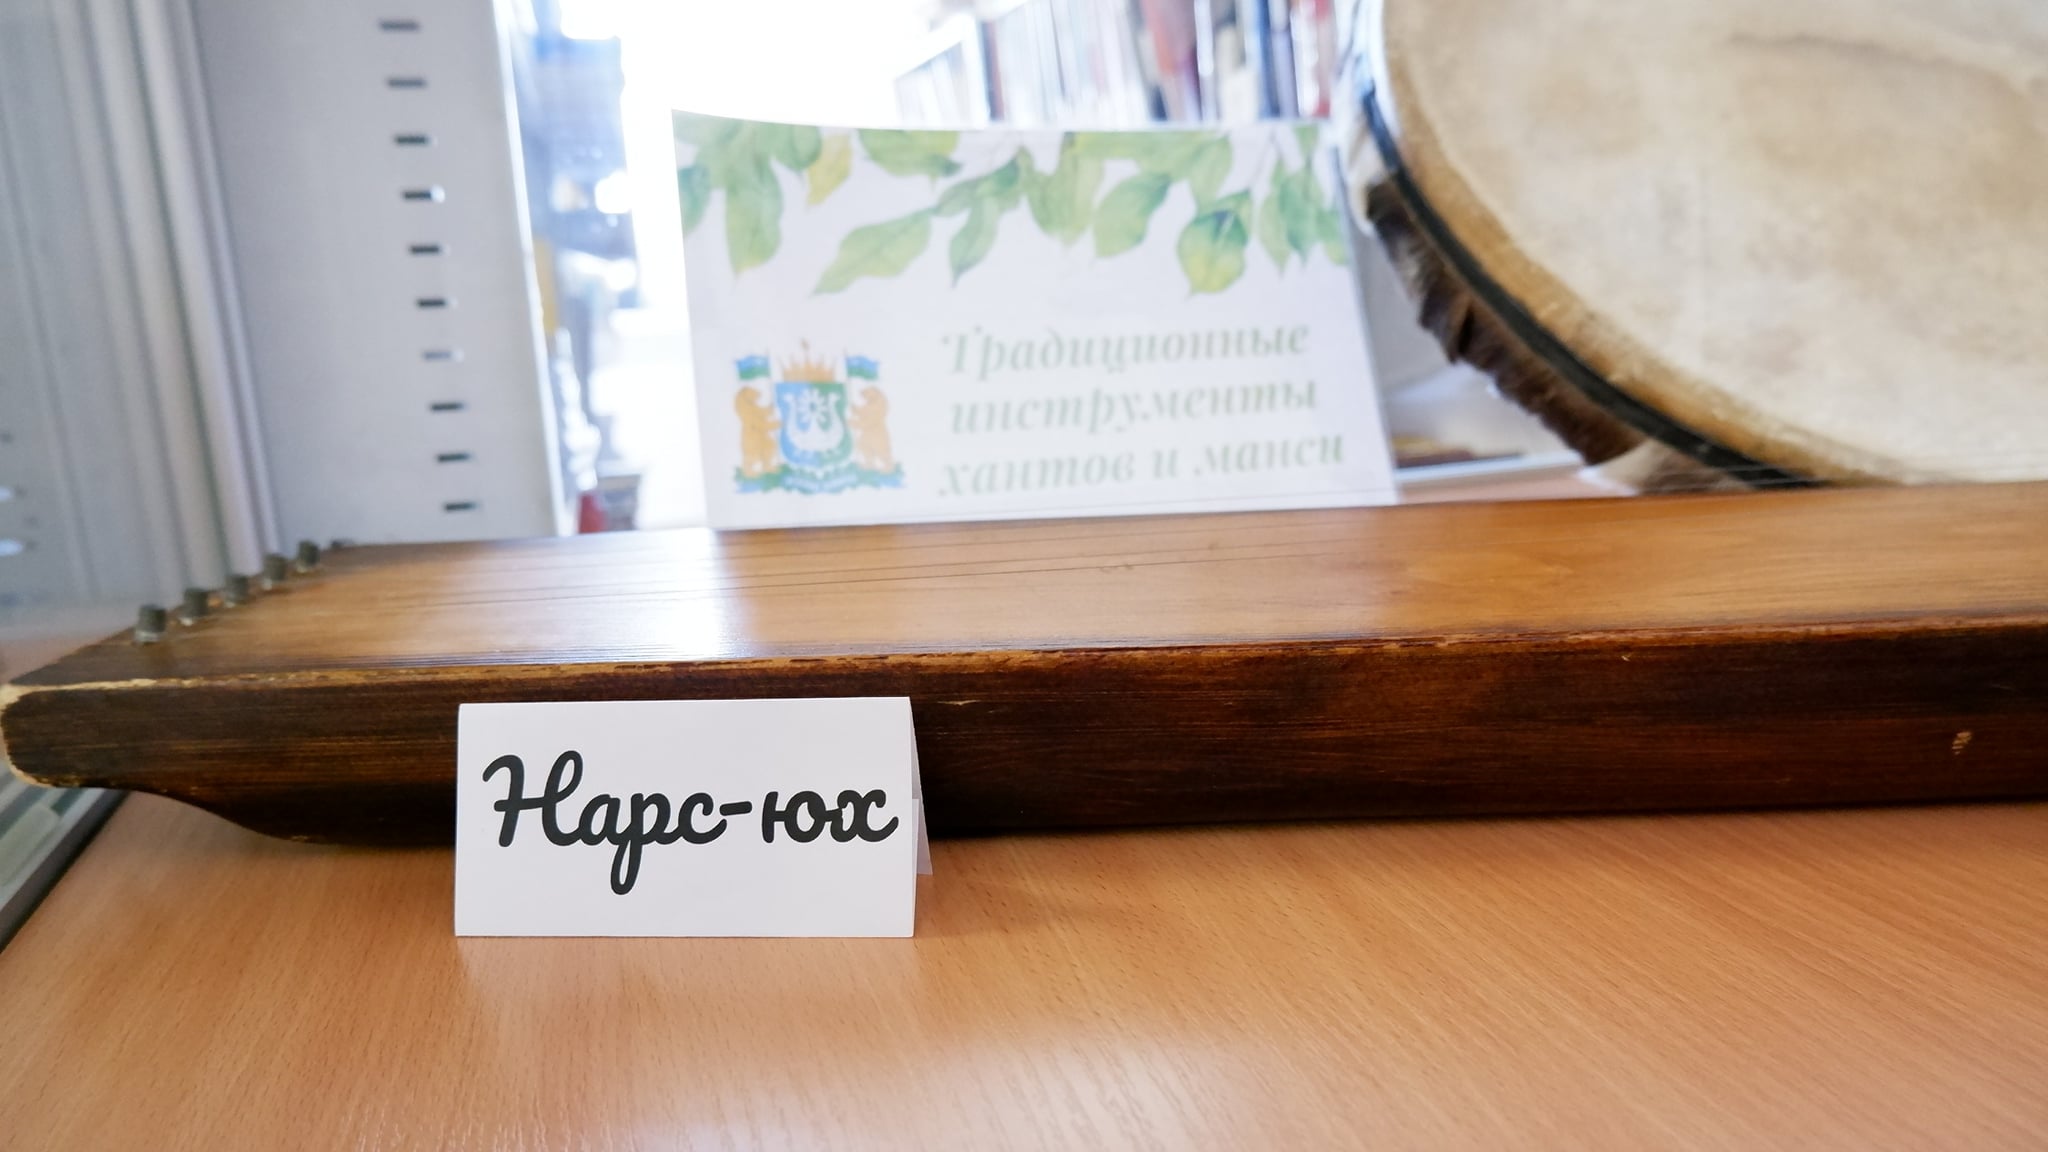 Традиционные
инструменты
хантов и манси
Нарс-юх